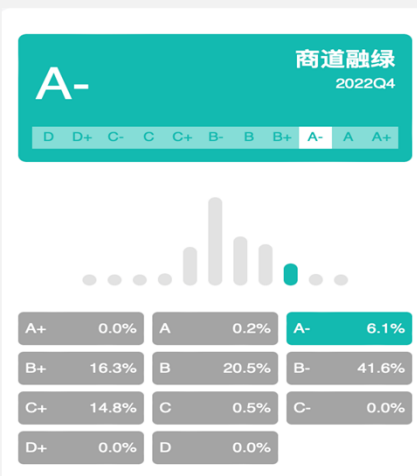 商道融绿
A-
2022Q4
D D+ C- C C+ B- B B+ A- A A+
A+ 0.0% A 0.2% A- 6.1%
B+ 16.3% B 20.5% B- 41.6%
C+ 14.8% C 0.5% C- 0.0%
D+ 0.0% D 0.0%